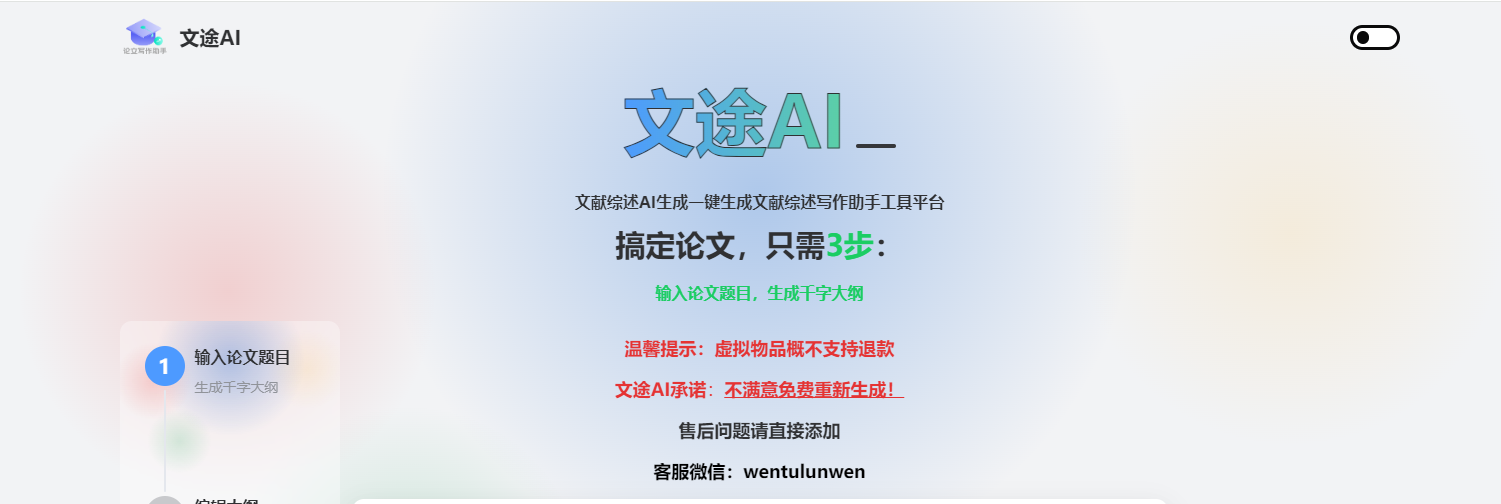 文途AI
论文写作助手
文途AI_
文献综述AI生成一键生成文献综述写作助手工具平台
搞定论文，只需3步：
输入论文题目，生成千字大纲
温馨提示：虚拟物品概不支持退款
文途AI承诺：不满意免费重新生成！
售后问题请直接添加
客服微信：wentulunwen
1 输入论文题目
生成千字大纲
编辑大纲